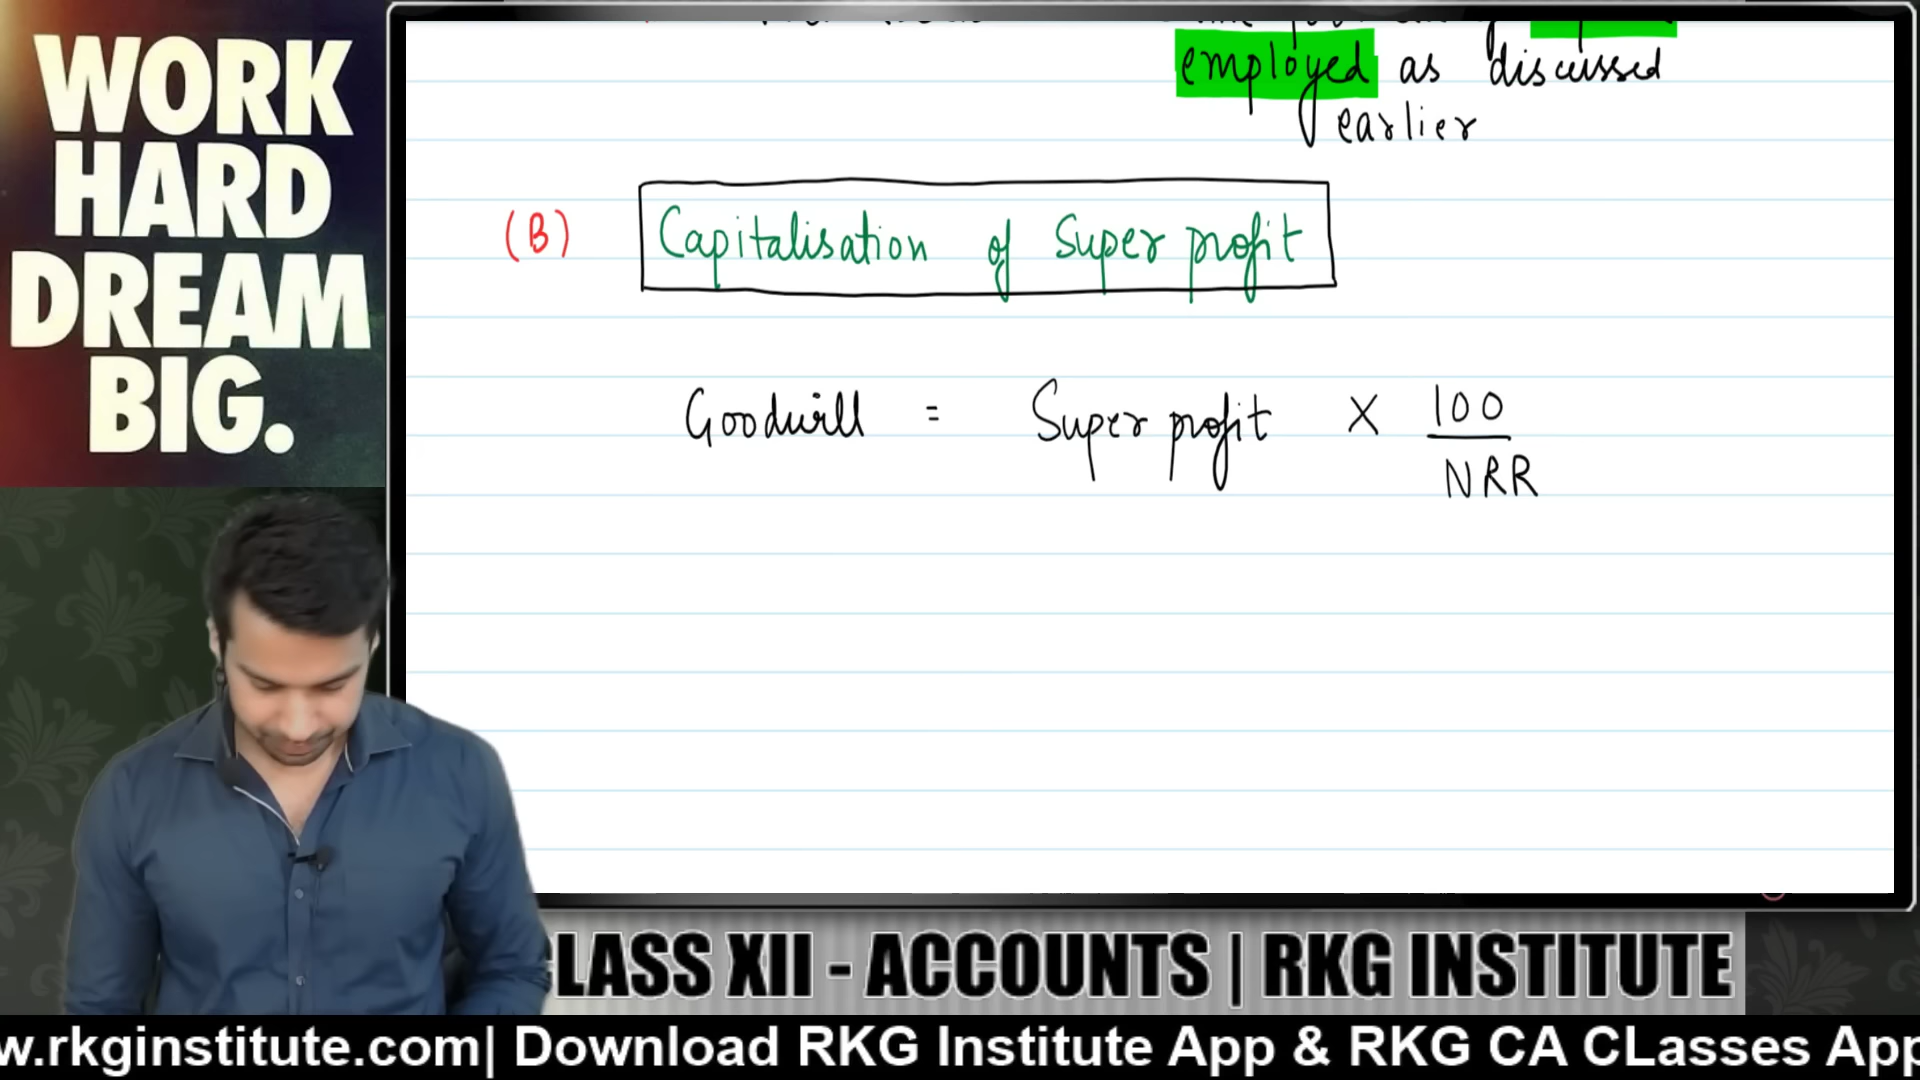 WORK
HARD
DREAM
BIG.
employed as discussed
earlier
(B) Capitalisation of Super profit
Goodwill = Super profit X 100
NRR
CLASS XII - ACCOUNTS | RKG INSTITUTE
w.rkginstitute.com| Download RKG Institute App & RKG CA CLasses App